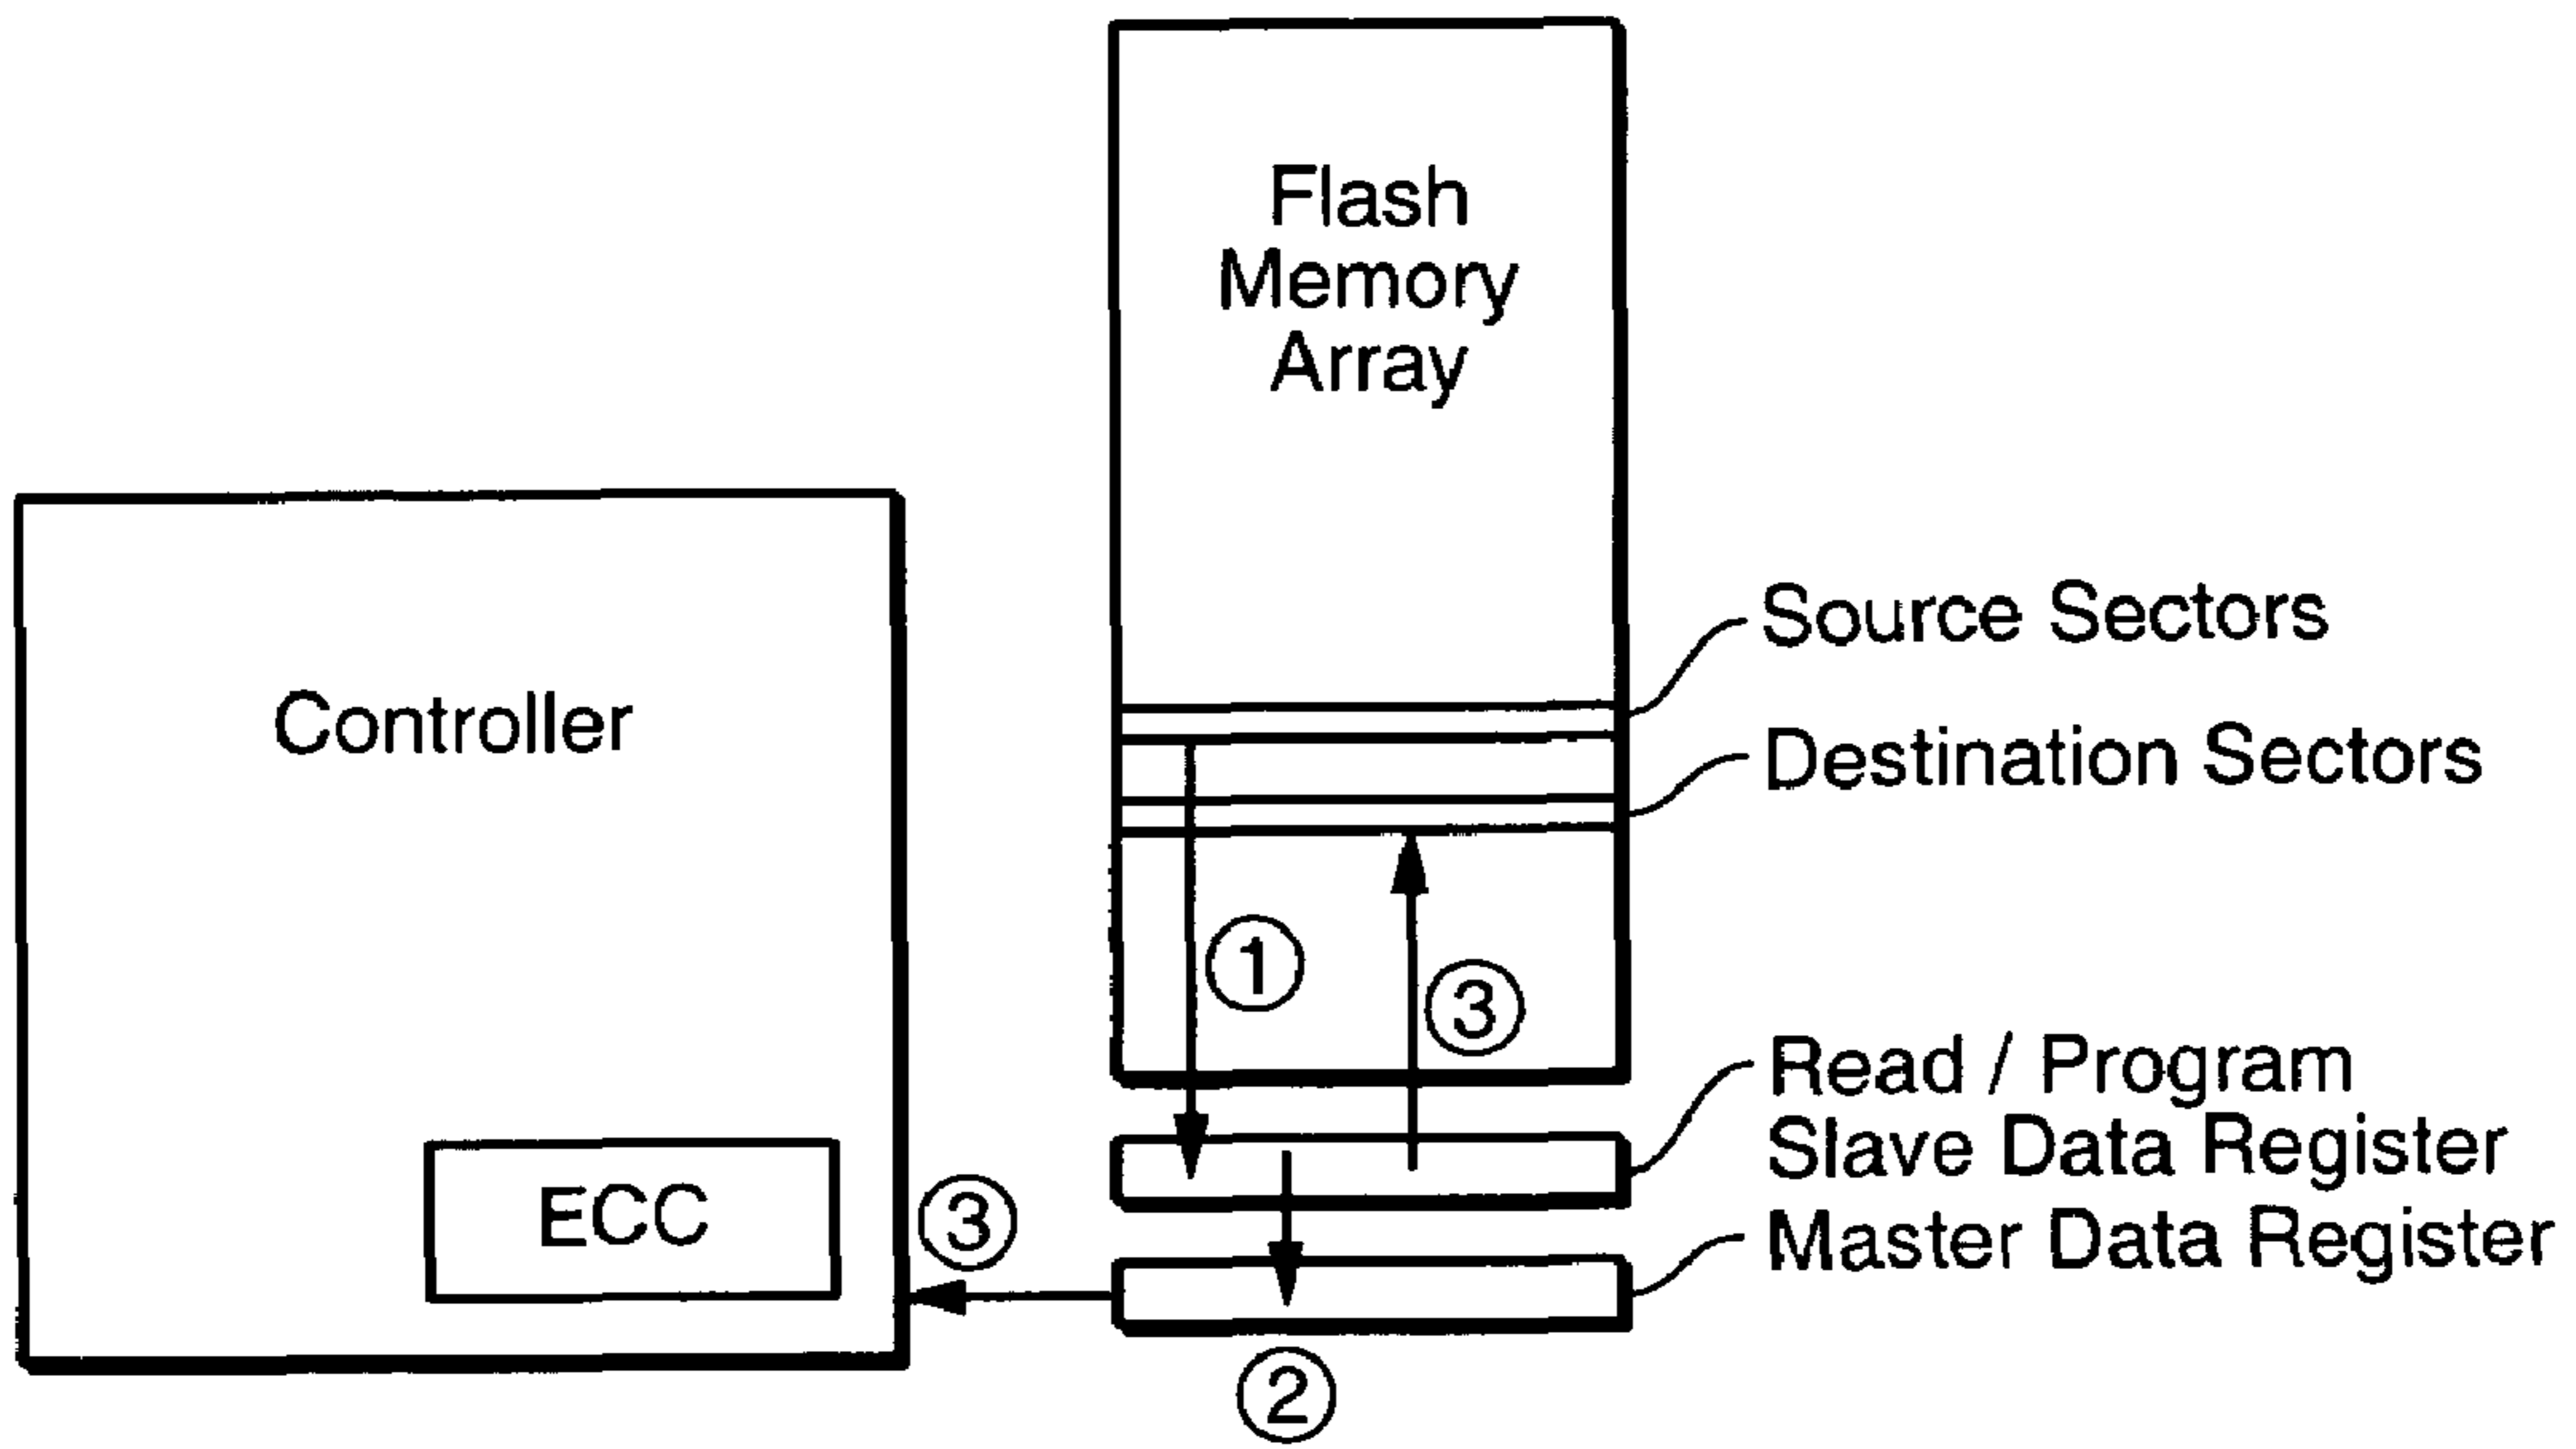 Flash
Memory
Array
Source Sectors
Controller
Destination Sectors
①
③
Read / Program
Slave Data Register
ECC
③
Master Data Register
②